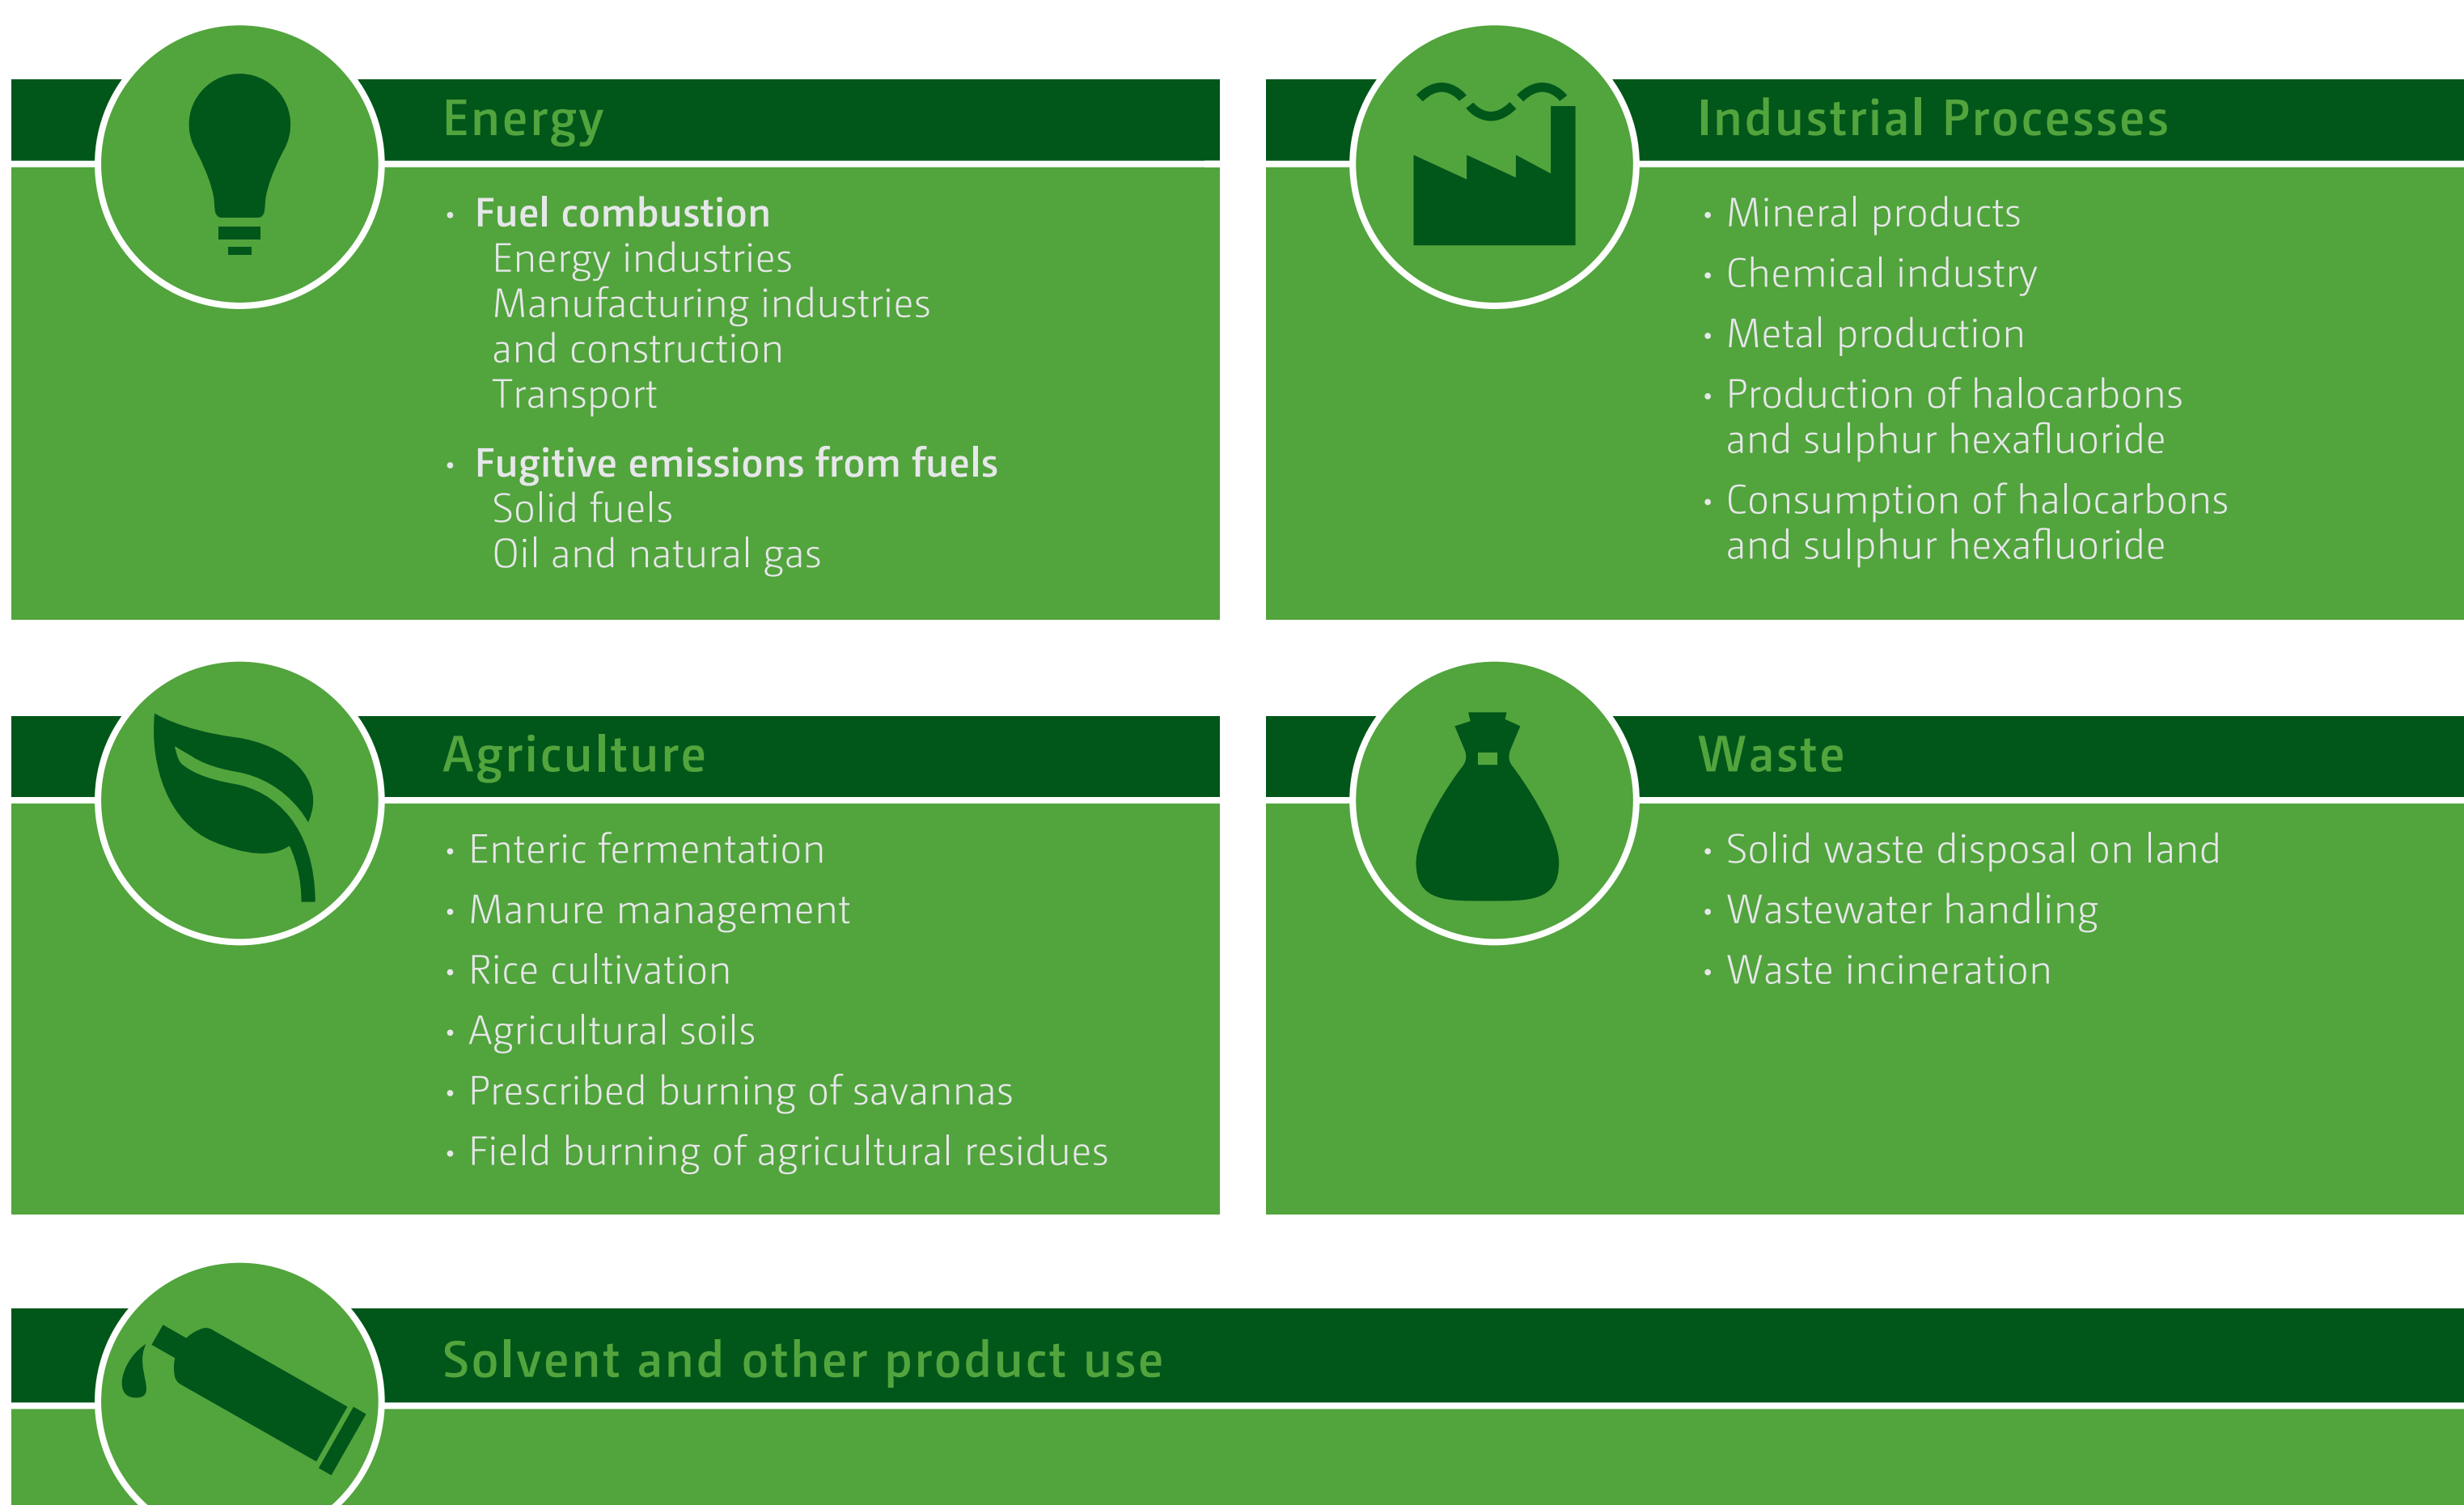 Energy
• Fuel combustion
Energy industries
Manufacturing industries
and construction
Transport
• Fugitive emissions from fuels
Solid fuels
Oil and natural gas
Industrial Processes
• Mineral products
• Chemical industry
• Metal production
• Production of halocarbons
and sulphur hexafluoride
• Consumption of halocarbons
and sulphur hexafluoride
Agriculture
• Enteric fermentation
• Manure management
• Rice cultivation
• Agricultural soils
• Prescribed burning of savannas
• Field burning of agricultural residues
Waste
• Solid waste disposal on land
• Wastewater handling
• Waste incineration
Solvent and other product use